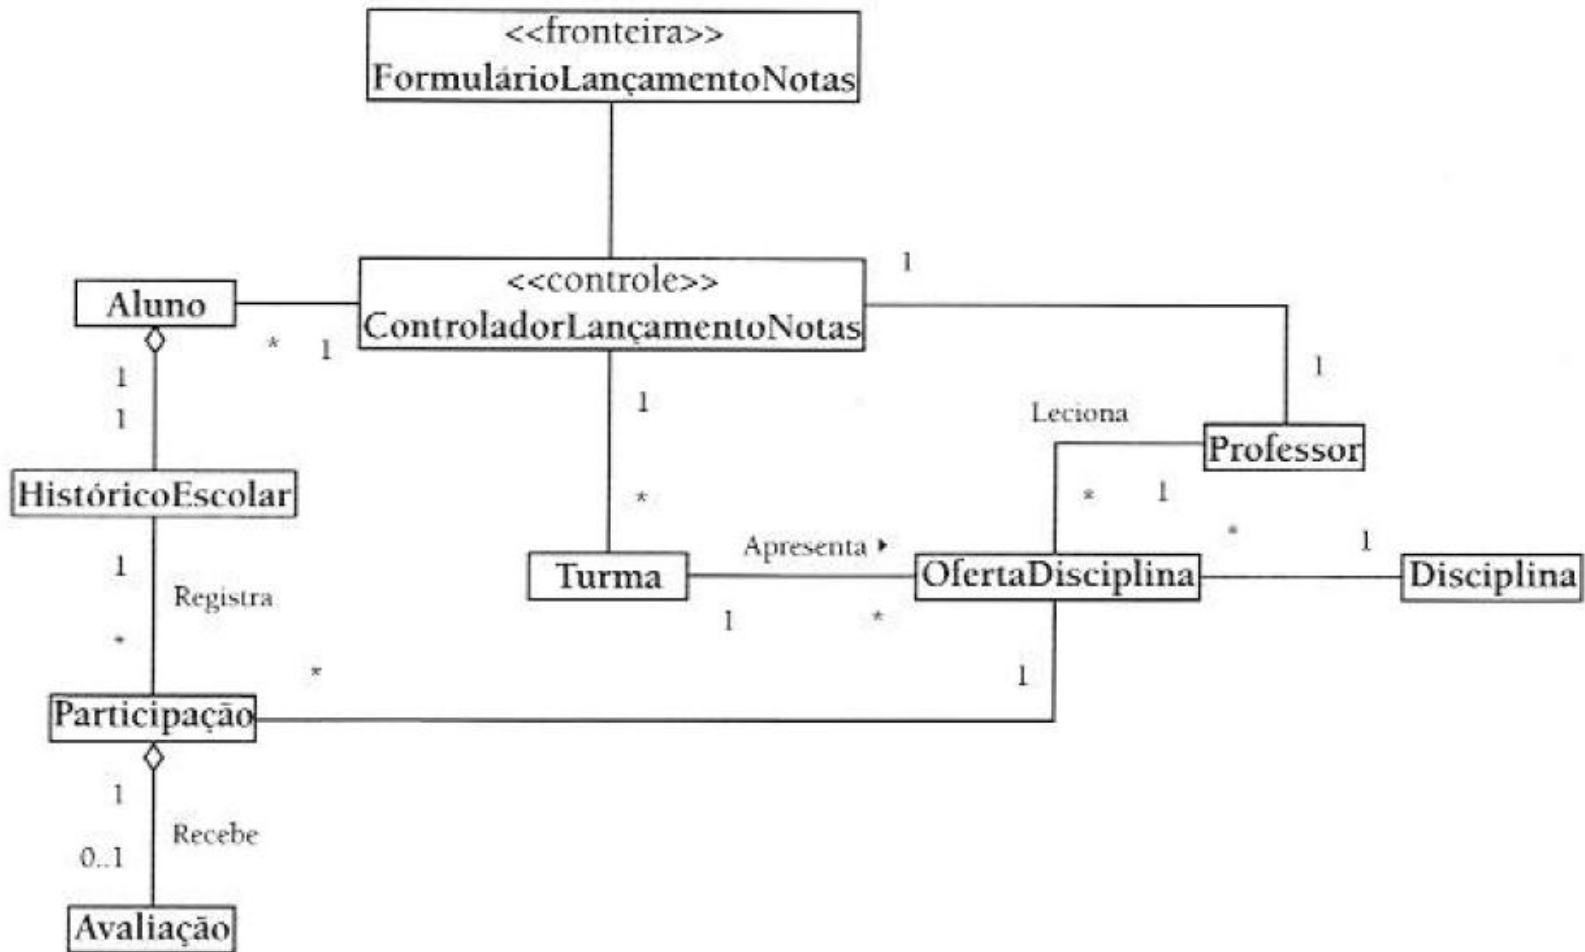 <<fronteira>>
FormulárioLançamentoNotas
<<controle>>
ControladorLançamentoNotas
1
Aluno
* 1
1
1
1
*
1
Leciona
Professor
* 1
HistóricoEscolar
1
Registra
*
Turma
Apresenta ▸
1 *
OfertaDisciplina
* 1
Disciplina
*
1
Participação
1
Recebe
0..1
Avaliação